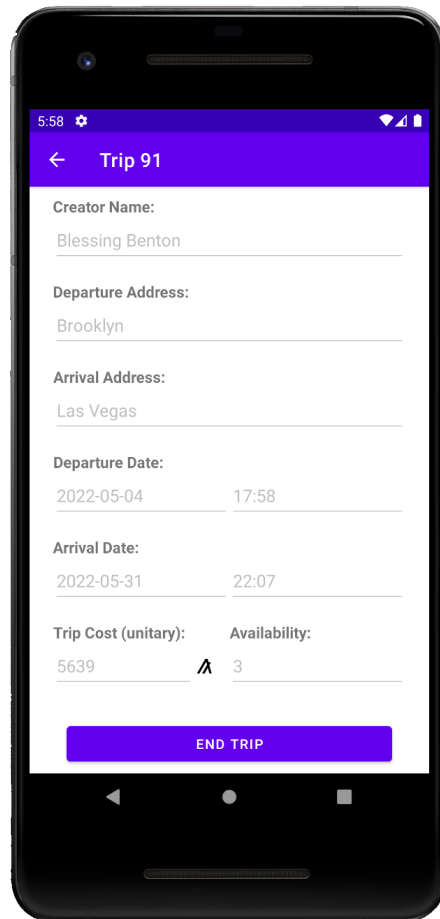 5:58
Trip 91
Creator Name:
Blessing Benton
Departure Address:
Brooklyn
Arrival Address:
Las Vegas
Departure Date:
2022-05-04 17:58
Arrival Date:
2022-05-31 22:07
Trip Cost (unitary): Availability:
5639 3
END TRIP